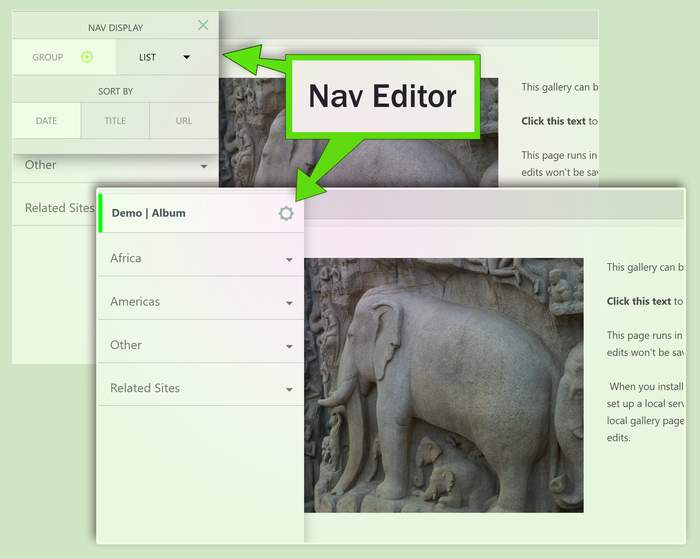 NAV DISPLAY
GROUP
LIST
SORT BY
DATE
TITLE
URL
Other
Related Sites
This gallery can b
Click this text to
This page runs in
edits won't be sav
Nav Editor
Demo | Album
Africa
Americas
Other
Related Sites
This gallery can b
Click this text to
This page runs in
edits won't be sav
When you install
set up a local serv
local gallery page
edits.